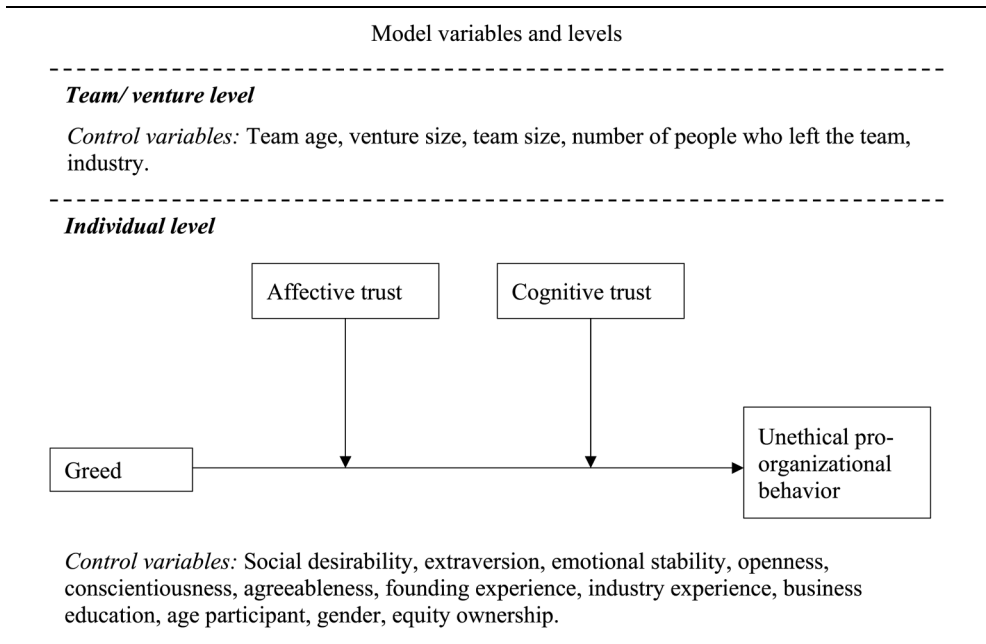 Model variables and levels
Team/ venture level
Control variables: Team age, venture size, team size, number of people who left the team,
industry.
Individual level
Affective trust
Cognitive trust
Greed
Unethical pro-
organizational
behavior
Control variables: Social desirability, extraversion, emotional stability, openness,
conscientiousness, agreeableness, founding experience, industry experience, business
education, age participant, gender, equity ownership.